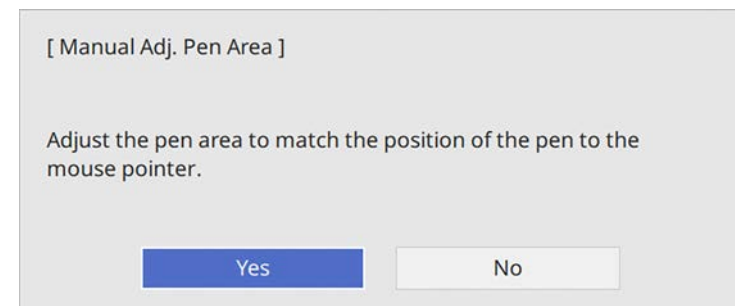 [ Manual Adj. Pen Area ]
Adjust the pen area to match the position of the pen to the
mouse pointer.
Yes
No